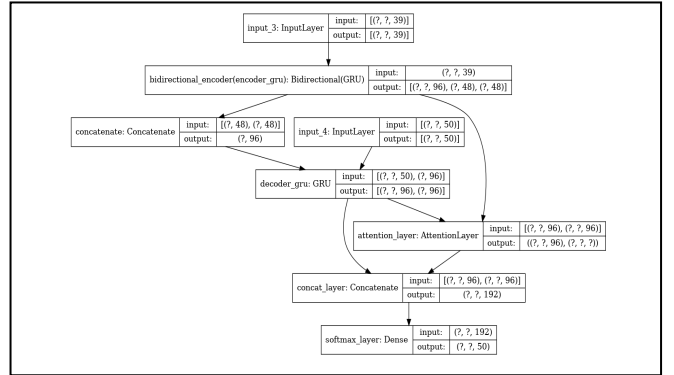 input_3: InputLayer input: [(?, ?, 39)]
output: [(?, ?, 39)]
bidirectional_encoder(encoder_gru): Bidirectional(GRU) input: (?, ?, 39)
output: [(?, ?, 96), (?, 48), (?, 48)]
concatenate: Concatenate input: [(?, 48), (?, 48)]
output: (?, 96)
input_4: InputLayer input: [(?, ?, 50)]
output: [(?, ?, 50)]
decoder_gru: GRU input: [(?, ?, 50), (?, 96)]
output: [(?, ?, 96), (?, 96)]
attention_layer: AttentionLayer input: [(?, ?, 96), (?, ?, 96)]
output: ((?, ?, 96), (?, ?, ?))
concat_layer: Concatenate input: [(?, ?, 96), (?, ?, 96)]
output: (?, ?, 192)
softmax_layer: Dense input: (?, ?, 192)
output: (?, ?, 50)